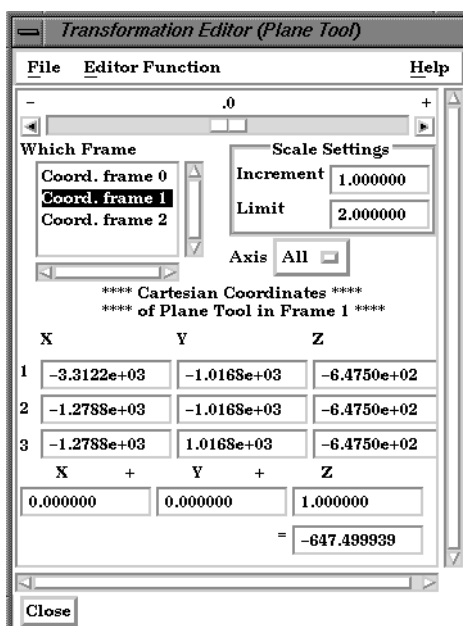 Transformation Editor (Plane Tool)
File Editor Function Help
- .0 +
Which Frame
Scale Settings
Coord. frame 0
Coord. frame 1
Coord. frame 2
Increment 1.000000
Limit 2.000000
Axis All
**** Cartesian Coordinates ****
**** of Plane Tool in Frame 1 ****
X Y Z
1 -3.3122e+03 -1.0168e+03 -6.4750e+02
2 -1.2788e+03 -1.0168e+03 -6.4750e+02
3 -1.2788e+03 1.0168e+03 -6.4750e+02
X + Y + Z
0.000000 0.000000 1.000000
= -647.499939
Close